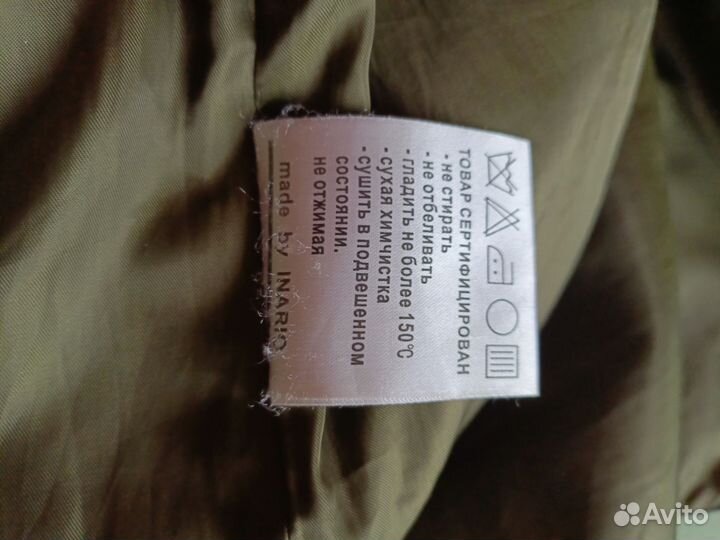 ТОВАР СЕРТИФИЦИРОВАН
- не стирать
- не отбеливать
- гладить не более 150°С
- сухая химчистка
- сушить в подвешенном
состоянии.
не отжимая
made by INARIO
Avito